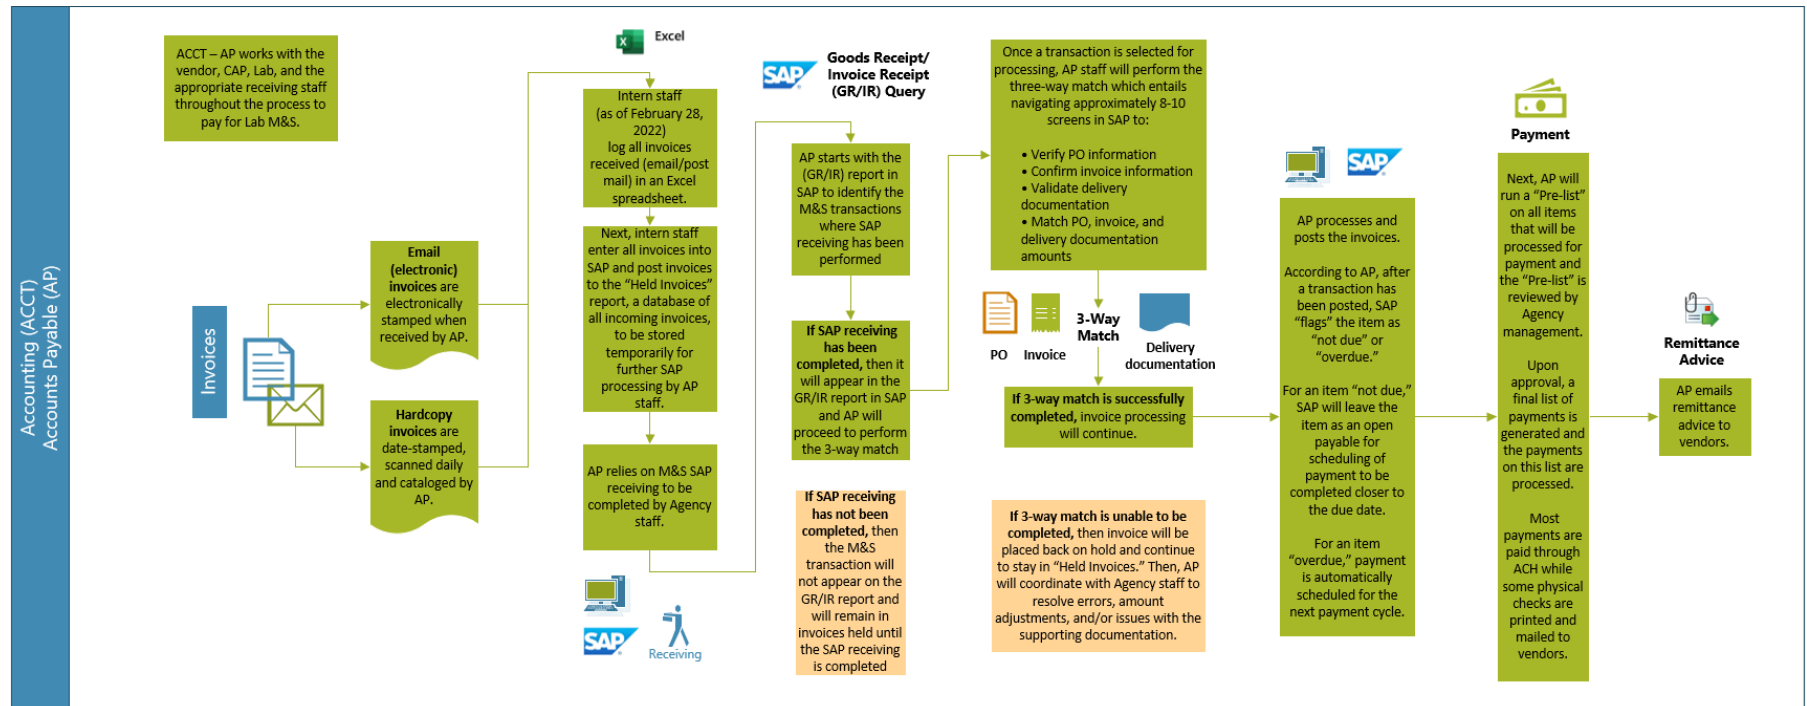 Accounting (ACCT)
Accounts Payable (AP)
ACCT – AP works with the
vendor, CAP, Lab, and the
appropriate receiving staff
throughout the process to
pay for Lab M&S.
Invoices
Email
(electronic)
invoices are
electronically
stamped when
received by AP.
Hardcopy
invoices are
date-stamped,
scanned daily
and cataloged by
AP.
Excel
Intern staff
(as of February 28,
2022)
log all invoices
received (email/post
mail) in an Excel
spreadsheet.
Next, intern staff
enter all invoices into
SAP and post invoices
to the “Held Invoices”
report, a database of
all incoming invoices,
to be stored
temporarily for
further SAP
processing by AP
staff.
AP relies on M&S SAP
receiving to be
completed by Agency
staff.
SAP
Receiving
SAP
Goods Receipt/
Invoice Receipt
(GR/IR) Query
AP starts with the
(GR/IR) report in
SAP to identify the
M&S transactions
where SAP
receiving has been
performed
If SAP receiving
has been
completed, then it
will appear in the
GR/IR report in SAP
and AP will
proceed to perform
the 3-way match
If SAP receiving
has not been
completed, then
the M&S
transaction will
not appear on the
GR/IR report and
will remain in
invoices held until
the SAP receiving
is completed
Once a transaction is selected for
processing, AP staff will perform the
three-way match which entails
navigating approximately 8-10
screens in SAP to:
• Verify PO information
• Confirm invoice information
• Validate delivery
documentation
• Match PO, invoice, and
delivery documentation
amounts
PO
Invoice
3-Way
Match
Delivery
documentation
If 3-way match is successfully
completed, invoice processing
will continue.
If 3-way match is unable to be
completed, then invoice will be
placed back on hold and continue
to stay in “Held Invoices.” Then, AP
will coordinate with Agency staff to
resolve errors, amount
adjustments, and/or issues with the
supporting documentation.
SAP
AP processes and
posts the invoices.
According to AP, after
a transaction has
been posted, SAP
“flags” the item as
“not due” or
“overdue.”
For an item “not due,”
SAP will leave the
item as an open
payable for
scheduling of
payment to be
completed closer to
the due date.
For an item
“overdue,” payment
is automatically
scheduled for the
next payment cycle.
Payment
Next, AP will
run a “Pre-list”
on all items
that will be
processed for
payment and
the “Pre-list” is
reviewed by
Agency
management.
Upon
approval, a
final list of
payments is
generated and
the payments
on this list are
processed.
Most
payments are
paid through
ACH while
some physical
checks are
printed and
mailed to
vendors.
Remittance
Advice
AP emails
remittance
advice to
vendors.